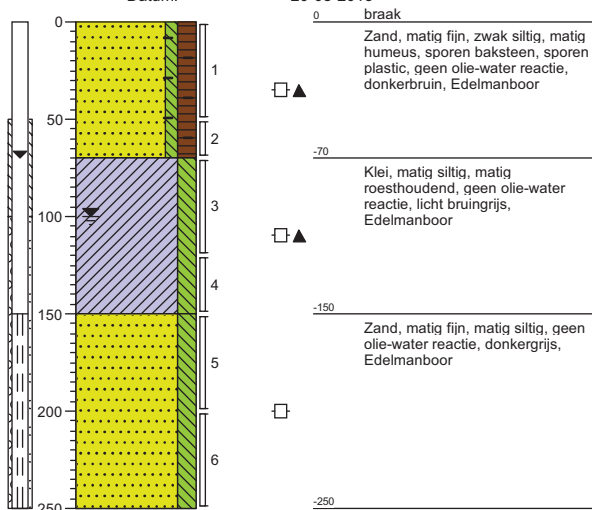 0
braak
Zand, matig fijn, zwak siltig, matig
humeus, sporen baksteen, sporen
plastic, geen olie-water reactie,
donkerbruin, Edelmanboor
-70
Klei, matig siltig, matig
roesthoudend, geen olie-water
reactie, licht bruingrijs,
Edelmanboor
-150
Zand, matig fijn, matig siltig, geen
olie-water reactie, donkergrijs,
Edelmanboor
-250
0
50
100
150
200
250
1
2
3
4
5
6